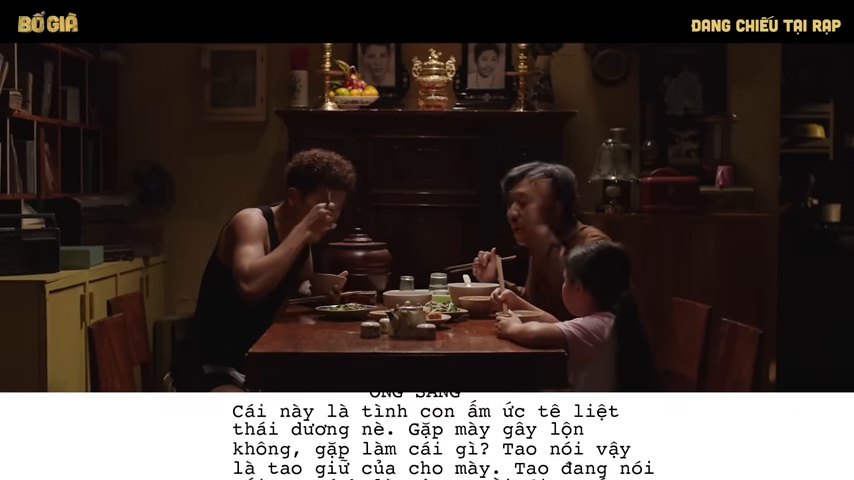 BỐ GIÀ
ĐANG CHIẾU TẠI RẠP
ÔNG SANG
Cái này là tình con ấm ức tê liệt
thái dương nè. Gặp mày gây lộn
không, gặp làm cái gì? Tao nói vậy
là tao giữ của cho mày. Tao đang nói